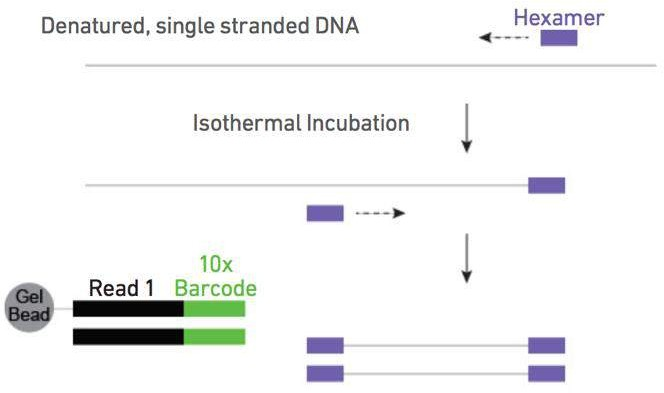 Hexamer
Denatured, single stranded DNA
Isothermal Incubation
10x
Read 1 Barcode
Gel
Bead